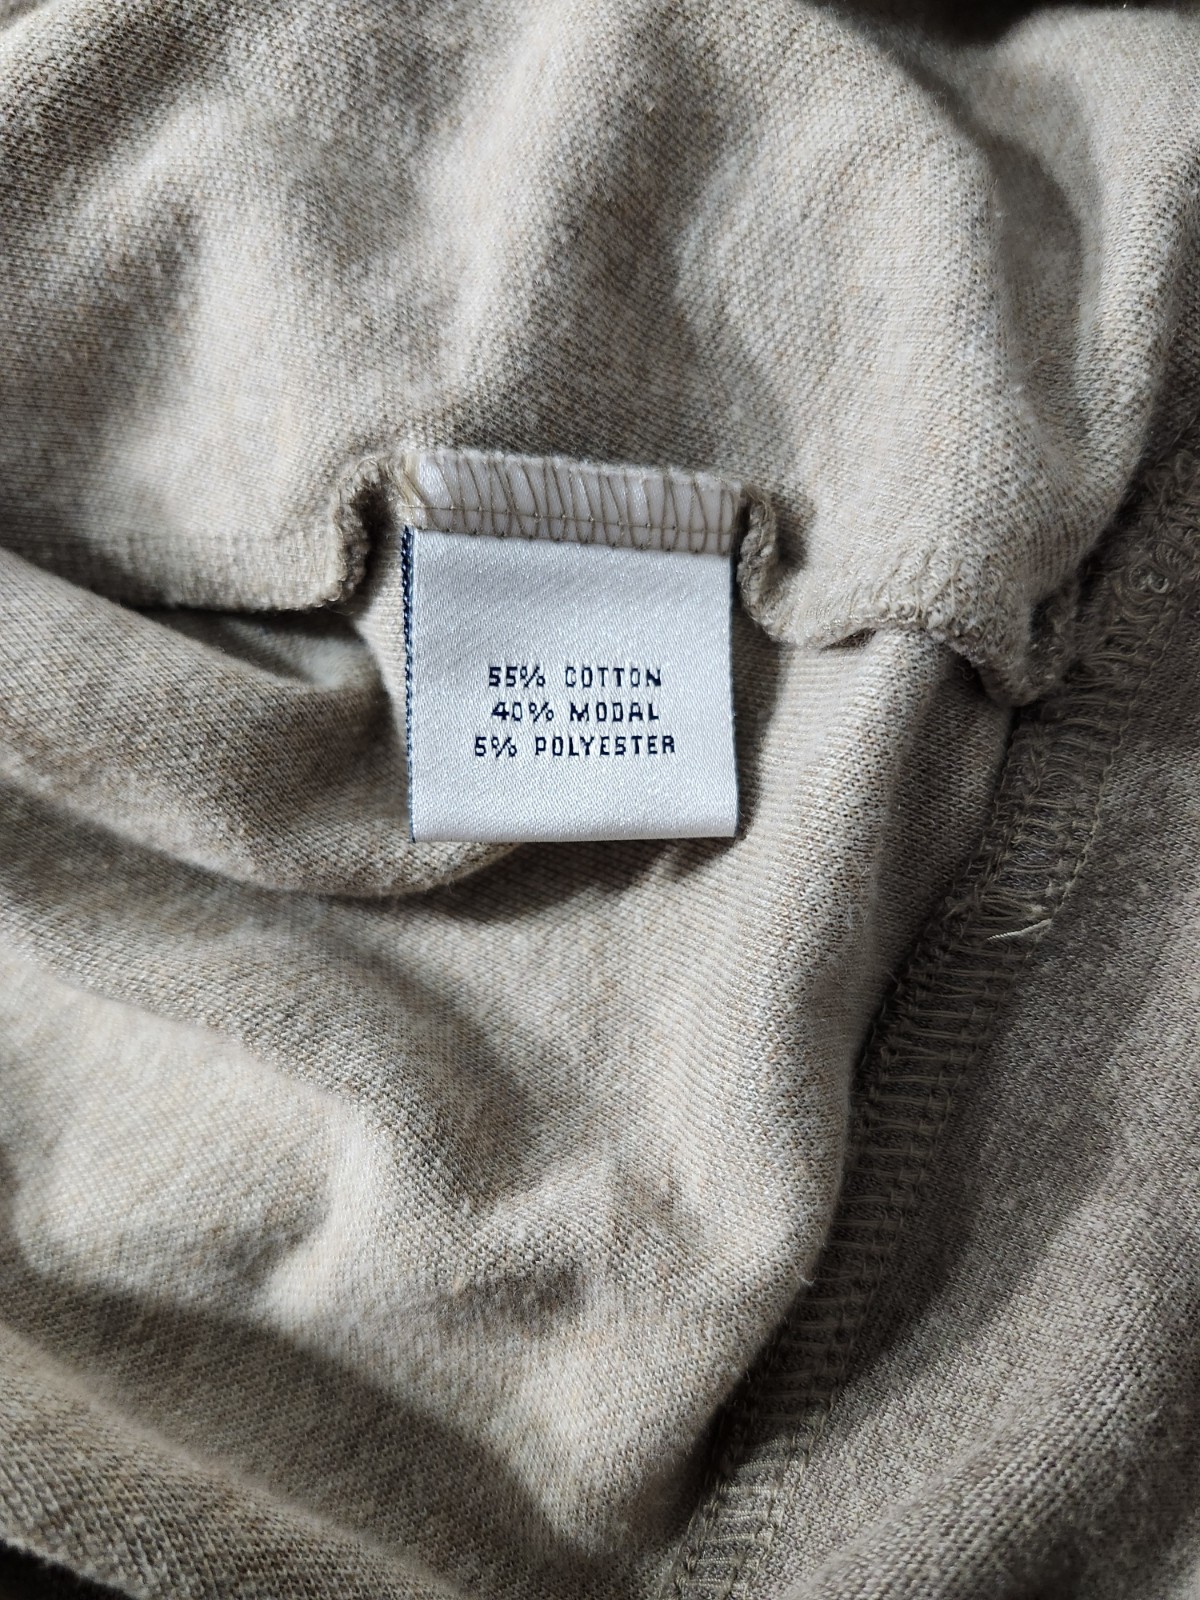 55% COTTON
40% MODAL
5% POLYESTER